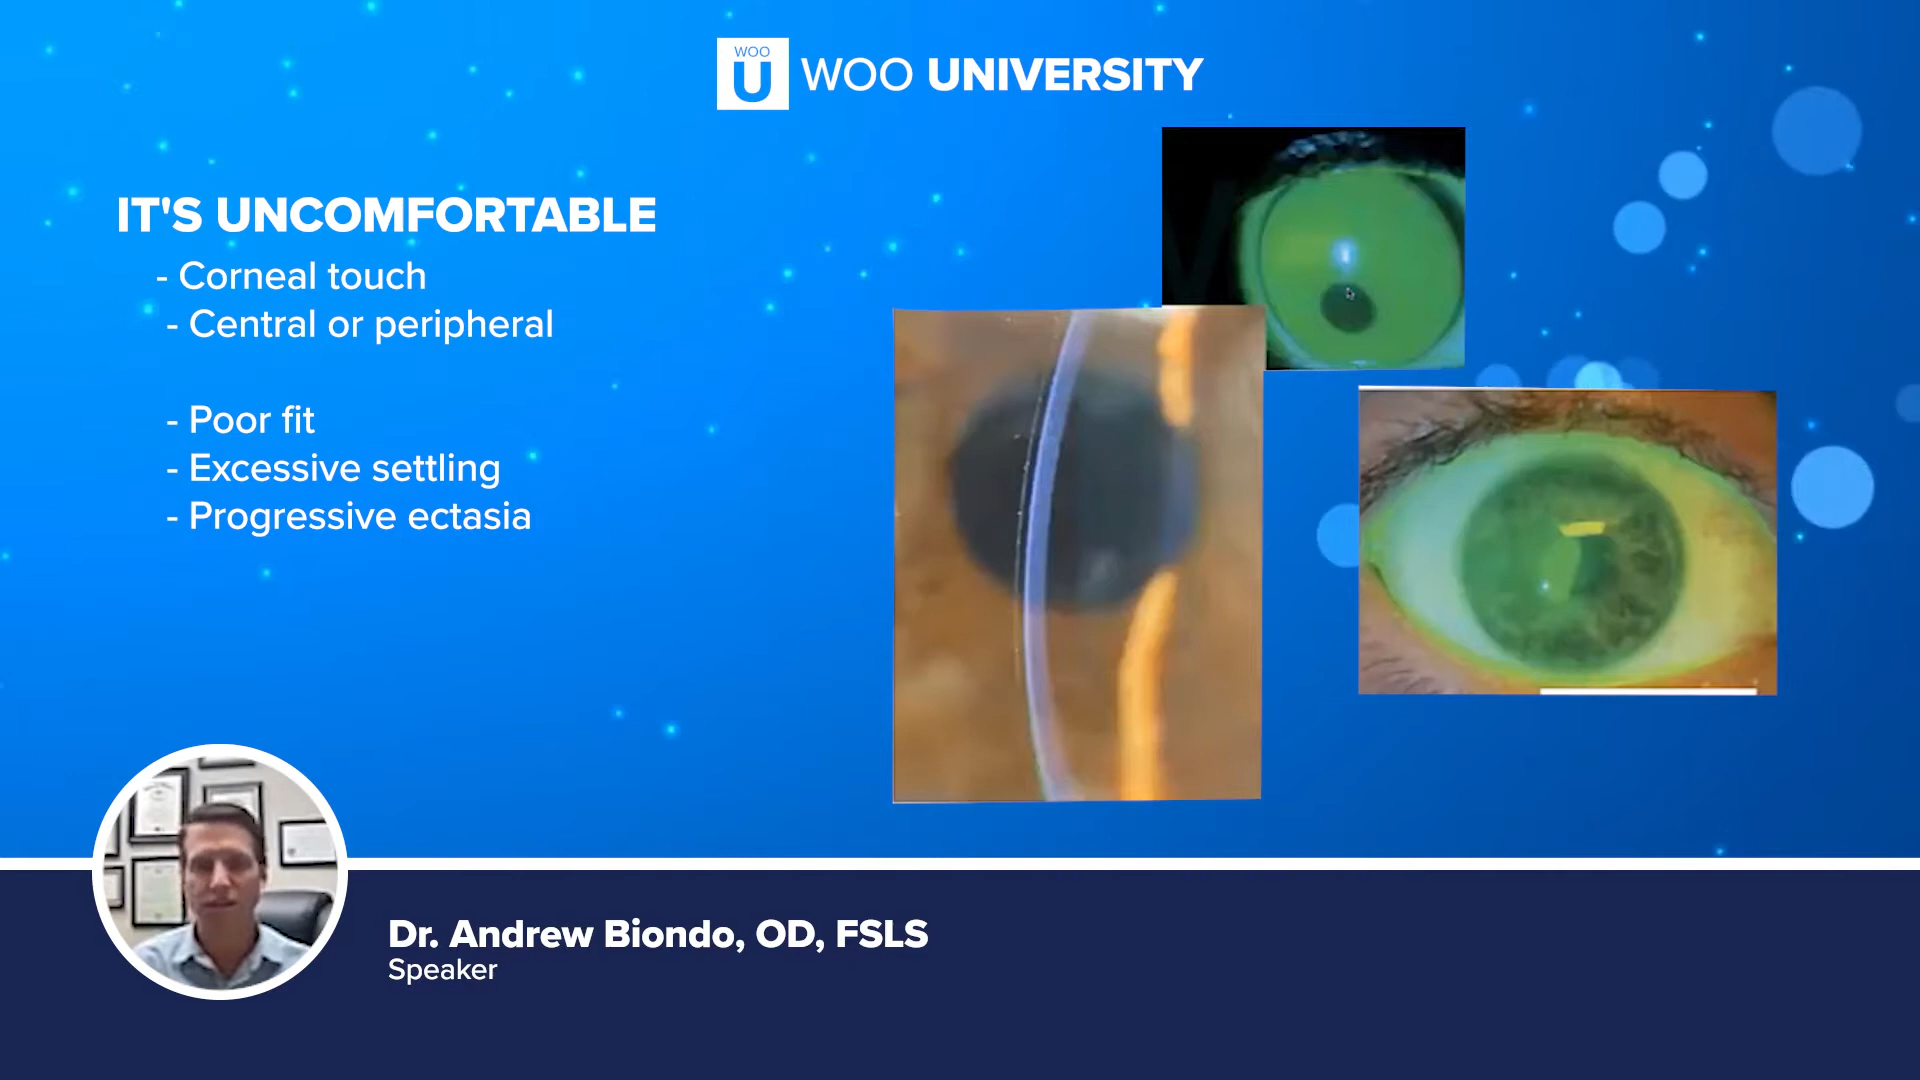 WOO
U
WOO UNIVERSITY
IT'S UNCOMFORTABLE
- Corneal touch
- Central or peripheral
- Poor fit
- Excessive settling
- Progressive ectasia
Dr. Andrew Biondo, OD, FSLS
Speaker